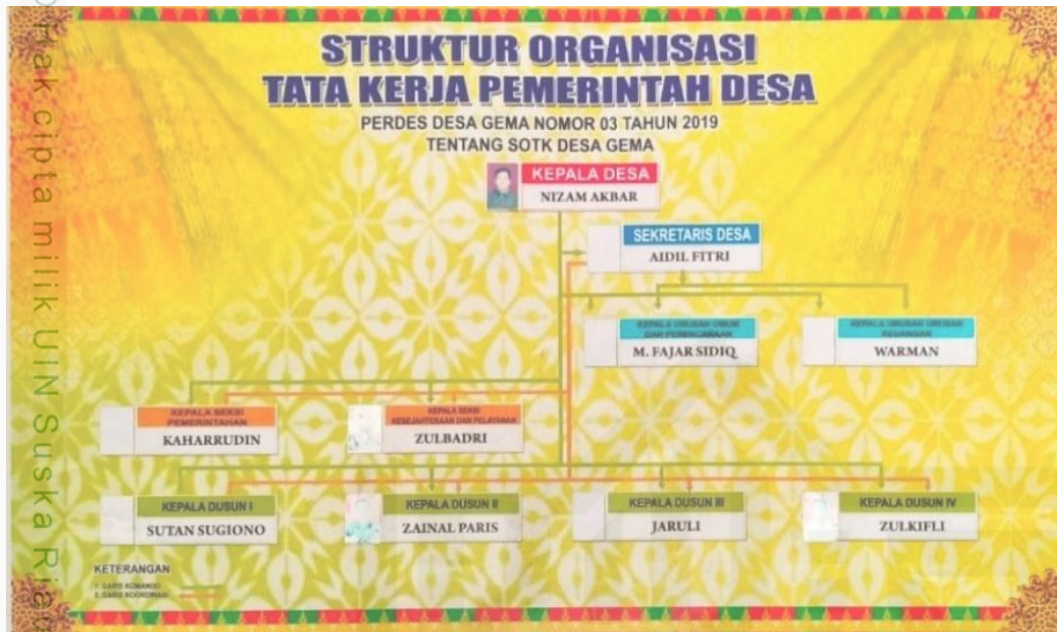 STRUKTUR ORGANISASI
TATA KERJA PEMERINTAH DESA
PERDES DESA GEMA NOMOR 03 TAHUN 2019
TENTANG SOTK DESA GEMA
KEPALA DESA
NIZAM AKBAR
SEKRETARIS DESA
AIDIL FITRI
KEPALA URUSAN UMUM
DAN PERENCANAAN
M. FAJAR SIDIQ
KEPALA URUSAN URUSAN
KEUANGAN
WARMAN
KEPALA SEKSI
PEMERINTAHAN
KAHARRUDIN
KEPALA SEKSI
KESEJAHTERAAN DAN PELAYANAN
ZULBADRI
KEPALA DUSUN I
SUTAN SUGIONO
KEPALA DUSUN II
ZAINAL PARIS
KEPALA DUSUN III
JARULI
KEPALA DUSUN IV
ZULKIFLI
KETERANGAN
1. GARIS KOMANDO
2. GARIS KOORDINASI
Hak cipta milik UIN Suska Ria